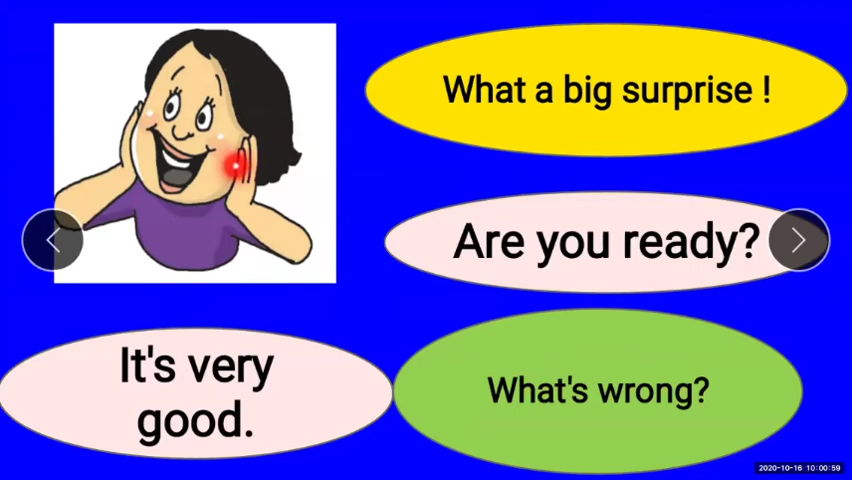 What a big surprise !
Are you ready?
It's very
good.
What's wrong?
2020-10-16 10:00:59